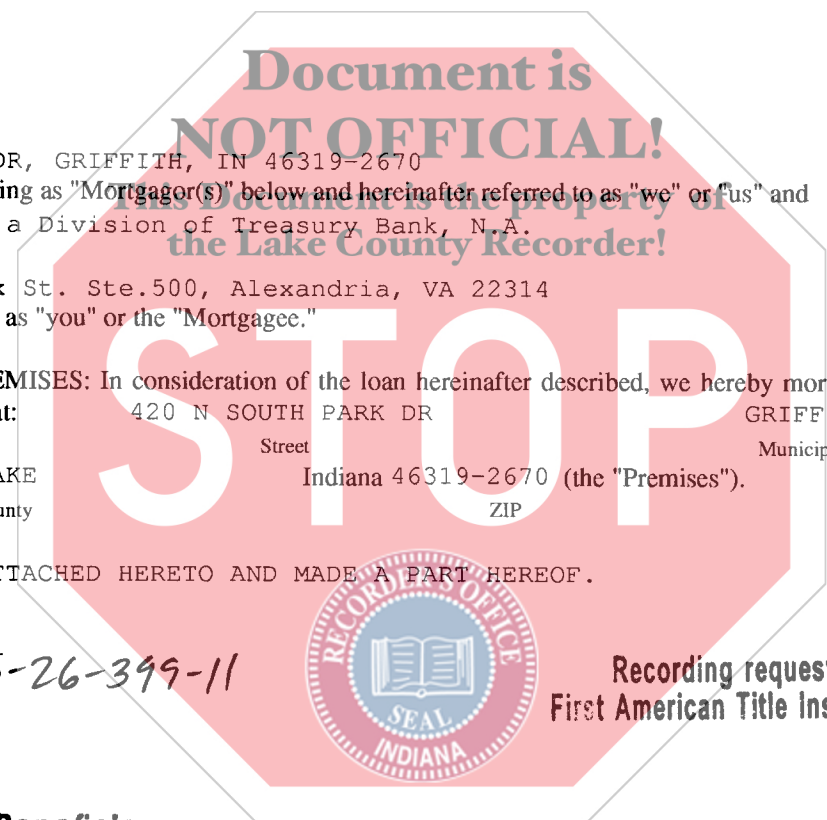 Document is
NOT OFFICIAL!
DR, GRIFFITH, IN 46319-2670
ing as "Mortgagor(s)" below and hereinafter referred to as "we" or "us" and
This Document is the property of
a Division of Treasury Bank, N.A.
the Lake County Recorder!
St. Ste.500, Alexandria, VA 22314
as "you" or the "Mortgagee."
STOP
EMISES: In consideration of the loan hereinafter described, we hereby mor
t: 420 N SOUTH PARK DR GRIFF
Street Municip
AKE Indiana 46319-2670 (the "Premises").
unty ZIP
TTACHED HERETO AND MADE A PART HEREOF.
RECORDER'S OFFICE
SEAL
INDIANA
-26-399-11
Recording reques
First American Title Ins